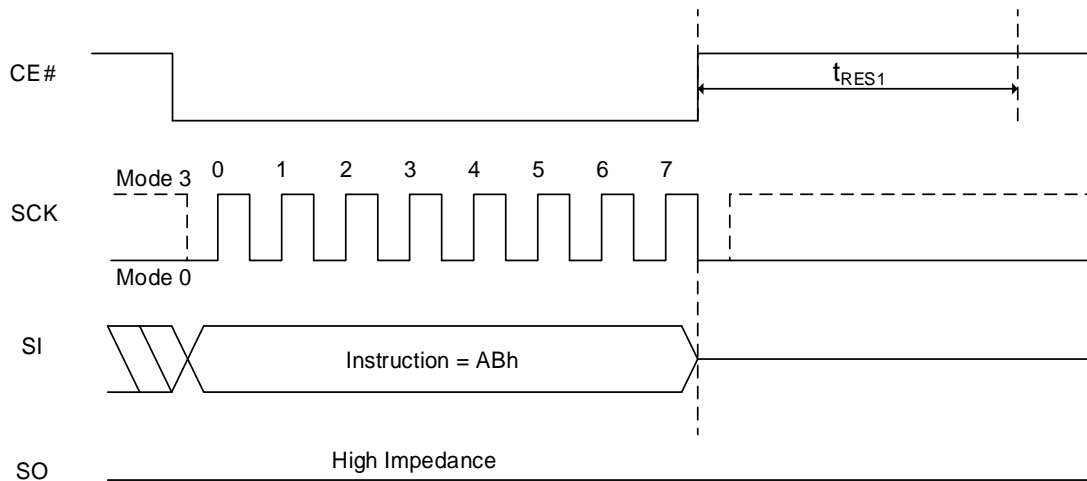 CE#
tRES1
0 1 2 3 4 5 6 7
Mode 3
SCK
Mode 0
SI
Instruction = ABh
High Impedance
SO